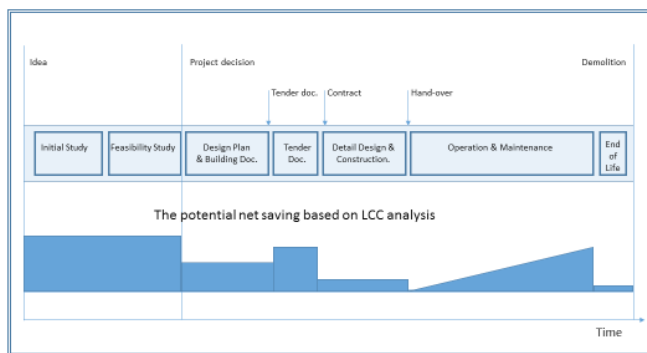 Idea
Project decision
Demolition
Tender doc.
Contract
Hand-over
Initial Study
Feasibility Study
Design Plan
& Building Doc.
Tender
Doc.
Detail Design &
Construction.
Operation & Maintenance
End
of
Life
The potential net saving based on LCC analysis
Time